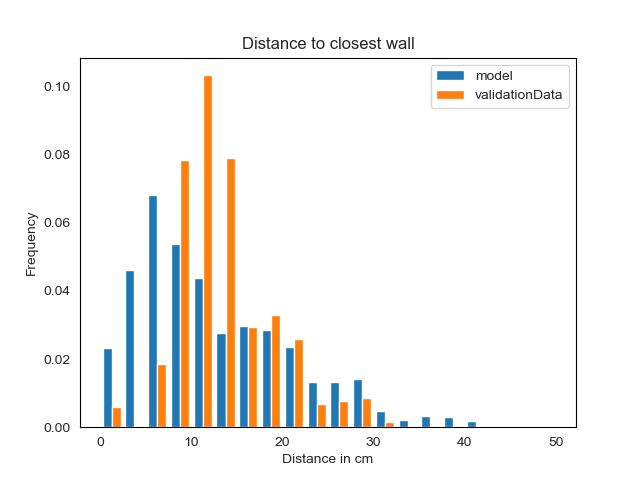 Distance to closest wall
model
validationData
Frequency
0.10
0.08
0.06
0.04
0.02
0.00
0 10 20 30 40 50
Distance in cm